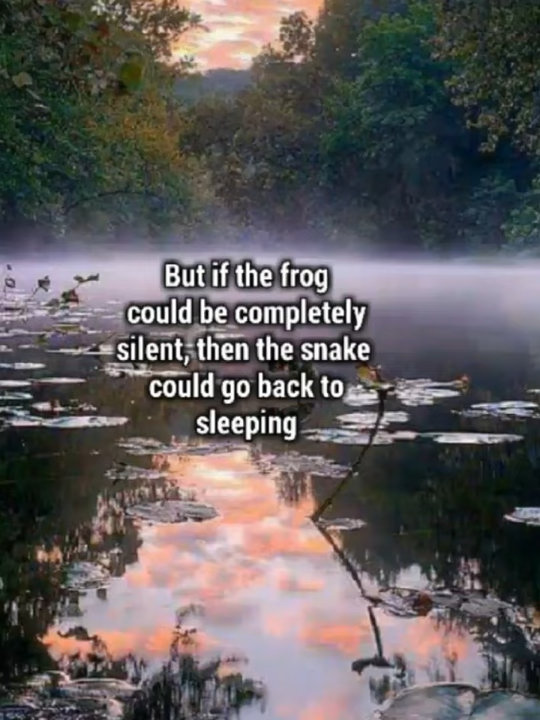 But if the frog
could be completely
silent, then the snake
could go back to
sleeping